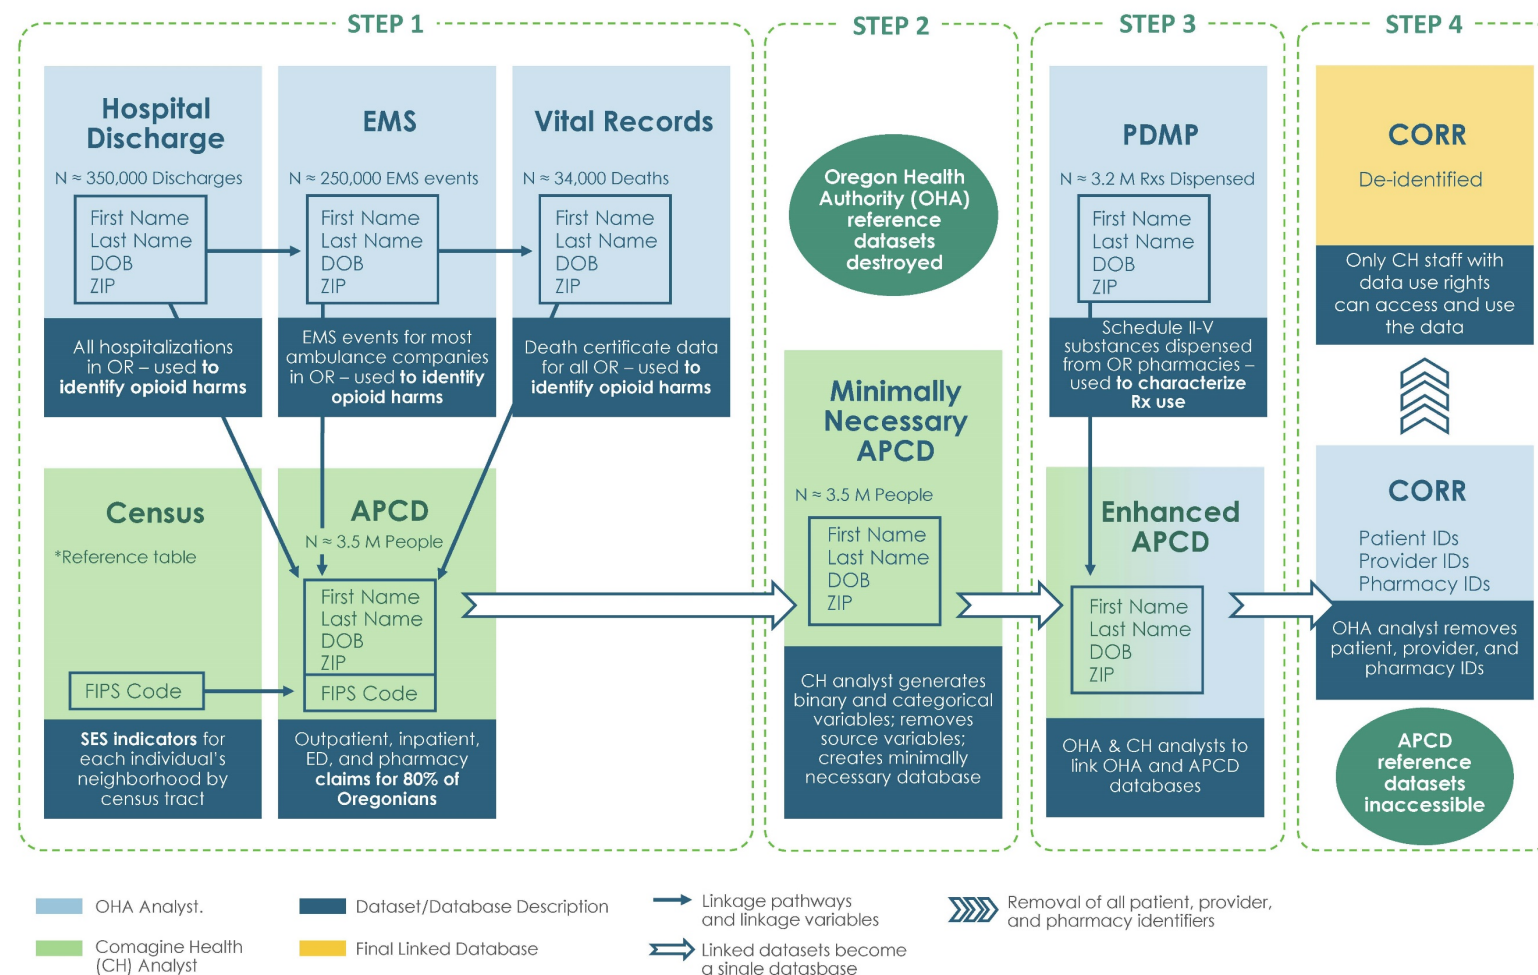 STEP 1
Hospital
Discharge
N ≈ 350,000 Discharges
First Name
Last Name
DOB
ZIP
All hospitalizations
in OR – used to
identify opioid harms
EMS
N ≈ 250,000 EMS events
First Name
Last Name
DOB
ZIP
EMS events for most
ambulance companies
in OR – used to identify
opioid harms
Vital Records
N ≈ 34,000 Deaths
First Name
Last Name
DOB
ZIP
Death certificate data
for all OR – used to
identify opioid harms
Census
*Reference table
FIPS Code
SES indicators for
each individual's
neighborhood by
census tract
APCD
N ≈ 3.5 M People
First Name
Last Name
DOB
ZIP
FIPS Code
Outpatient, inpatient,
ED, and pharmacy
claims for 80% of
Oregonians
STEP 2
Oregon Health
Authority (OHA)
reference
datasets
destroyed
Minimally
Necessary
APCD
N ≈ 3.5 M People
First Name
Last Name
DOB
ZIP
CH analyst generates
binary and categorical
variables; removes
source variables;
creates minimally
necessary database
STEP 3
PDMP
N ≈ 3.2 M Rxs Dispensed
First Name
Last Name
DOB
ZIP
Schedule II-V
substances dispensed
from OR pharmacies –
used to characterize
Rx use
Enhanced
APCD
First Name
Last Name
DOB
ZIP
OHA & CH analysts to
link OHA and APCD
databases
STEP 4
CORR
De-identified
Only CH staff with
data use rights
can access and use
the data
CORR
Patient IDs
Provider IDs
Pharmacy IDs
OHA analyst removes
patient, provider, and
pharmacy IDs
APCD
reference
datasets
inaccessible
OHA Analyst.
Comagine Health
(CH) Analyst
Dataset/Database Description
Final Linked Database
Linkage pathways
and linkage variables
Linked datasets become
a single datasbase
Removal of all patient, provider,
and pharmacy identifiers